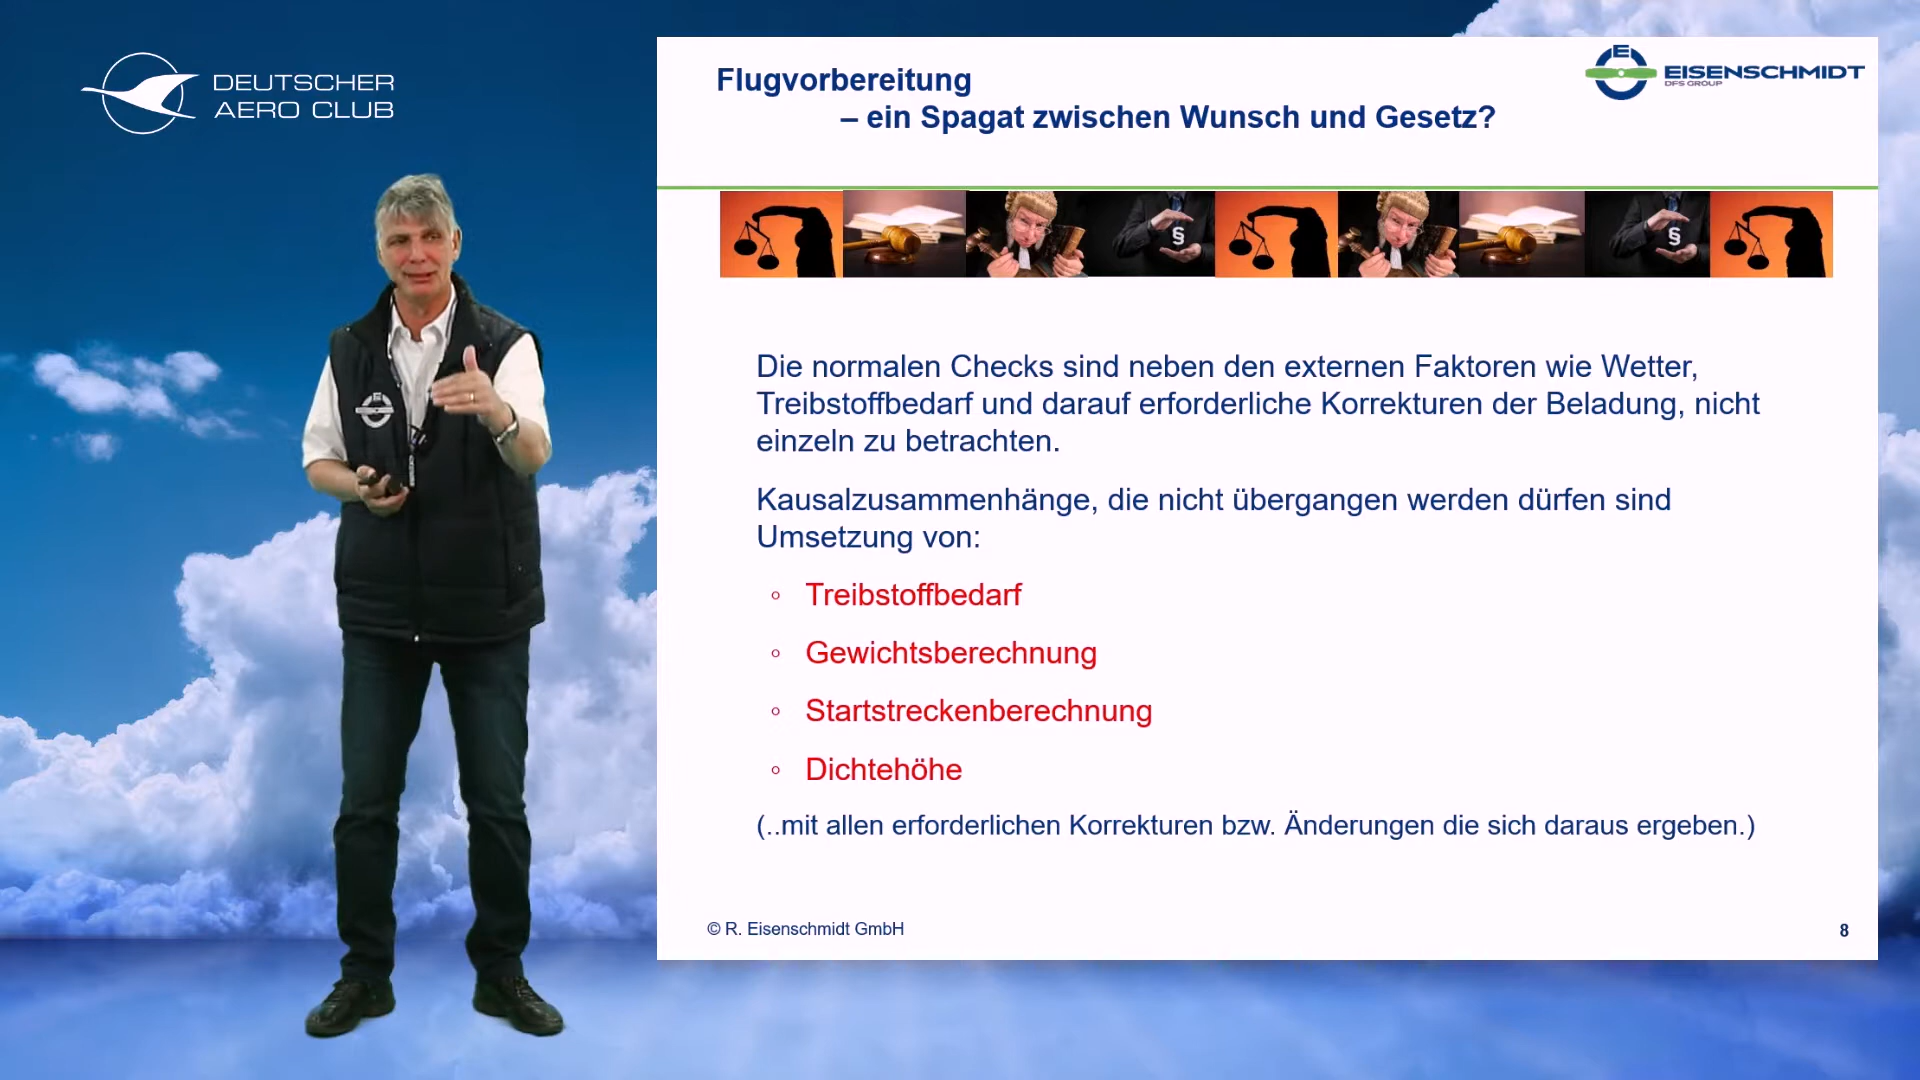 DEUTSCHER
AERO CLUB
Flugvorbereitung
– ein Spagat zwischen Wunsch und Gesetz?
E
EISENSCHMIDT
DFS GROUP
§
§
Die normalen Checks sind neben den externen Faktoren wie Wetter,
Treibstoffbedarf und darauf erforderliche Korrekturen der Beladung, nicht
einzeln zu betrachten.
Kausalzusammenhänge, die nicht übergangen werden dürfen sind
Umsetzung von:
◦ Treibstoffbedarf
◦ Gewichtsberechnung
◦ Startstreckenberechnung
◦ Dichtehöhe
(..mit allen erforderlichen Korrekturen bzw. Änderungen die sich daraus ergeben.)
© R. Eisenschmidt GmbH
8